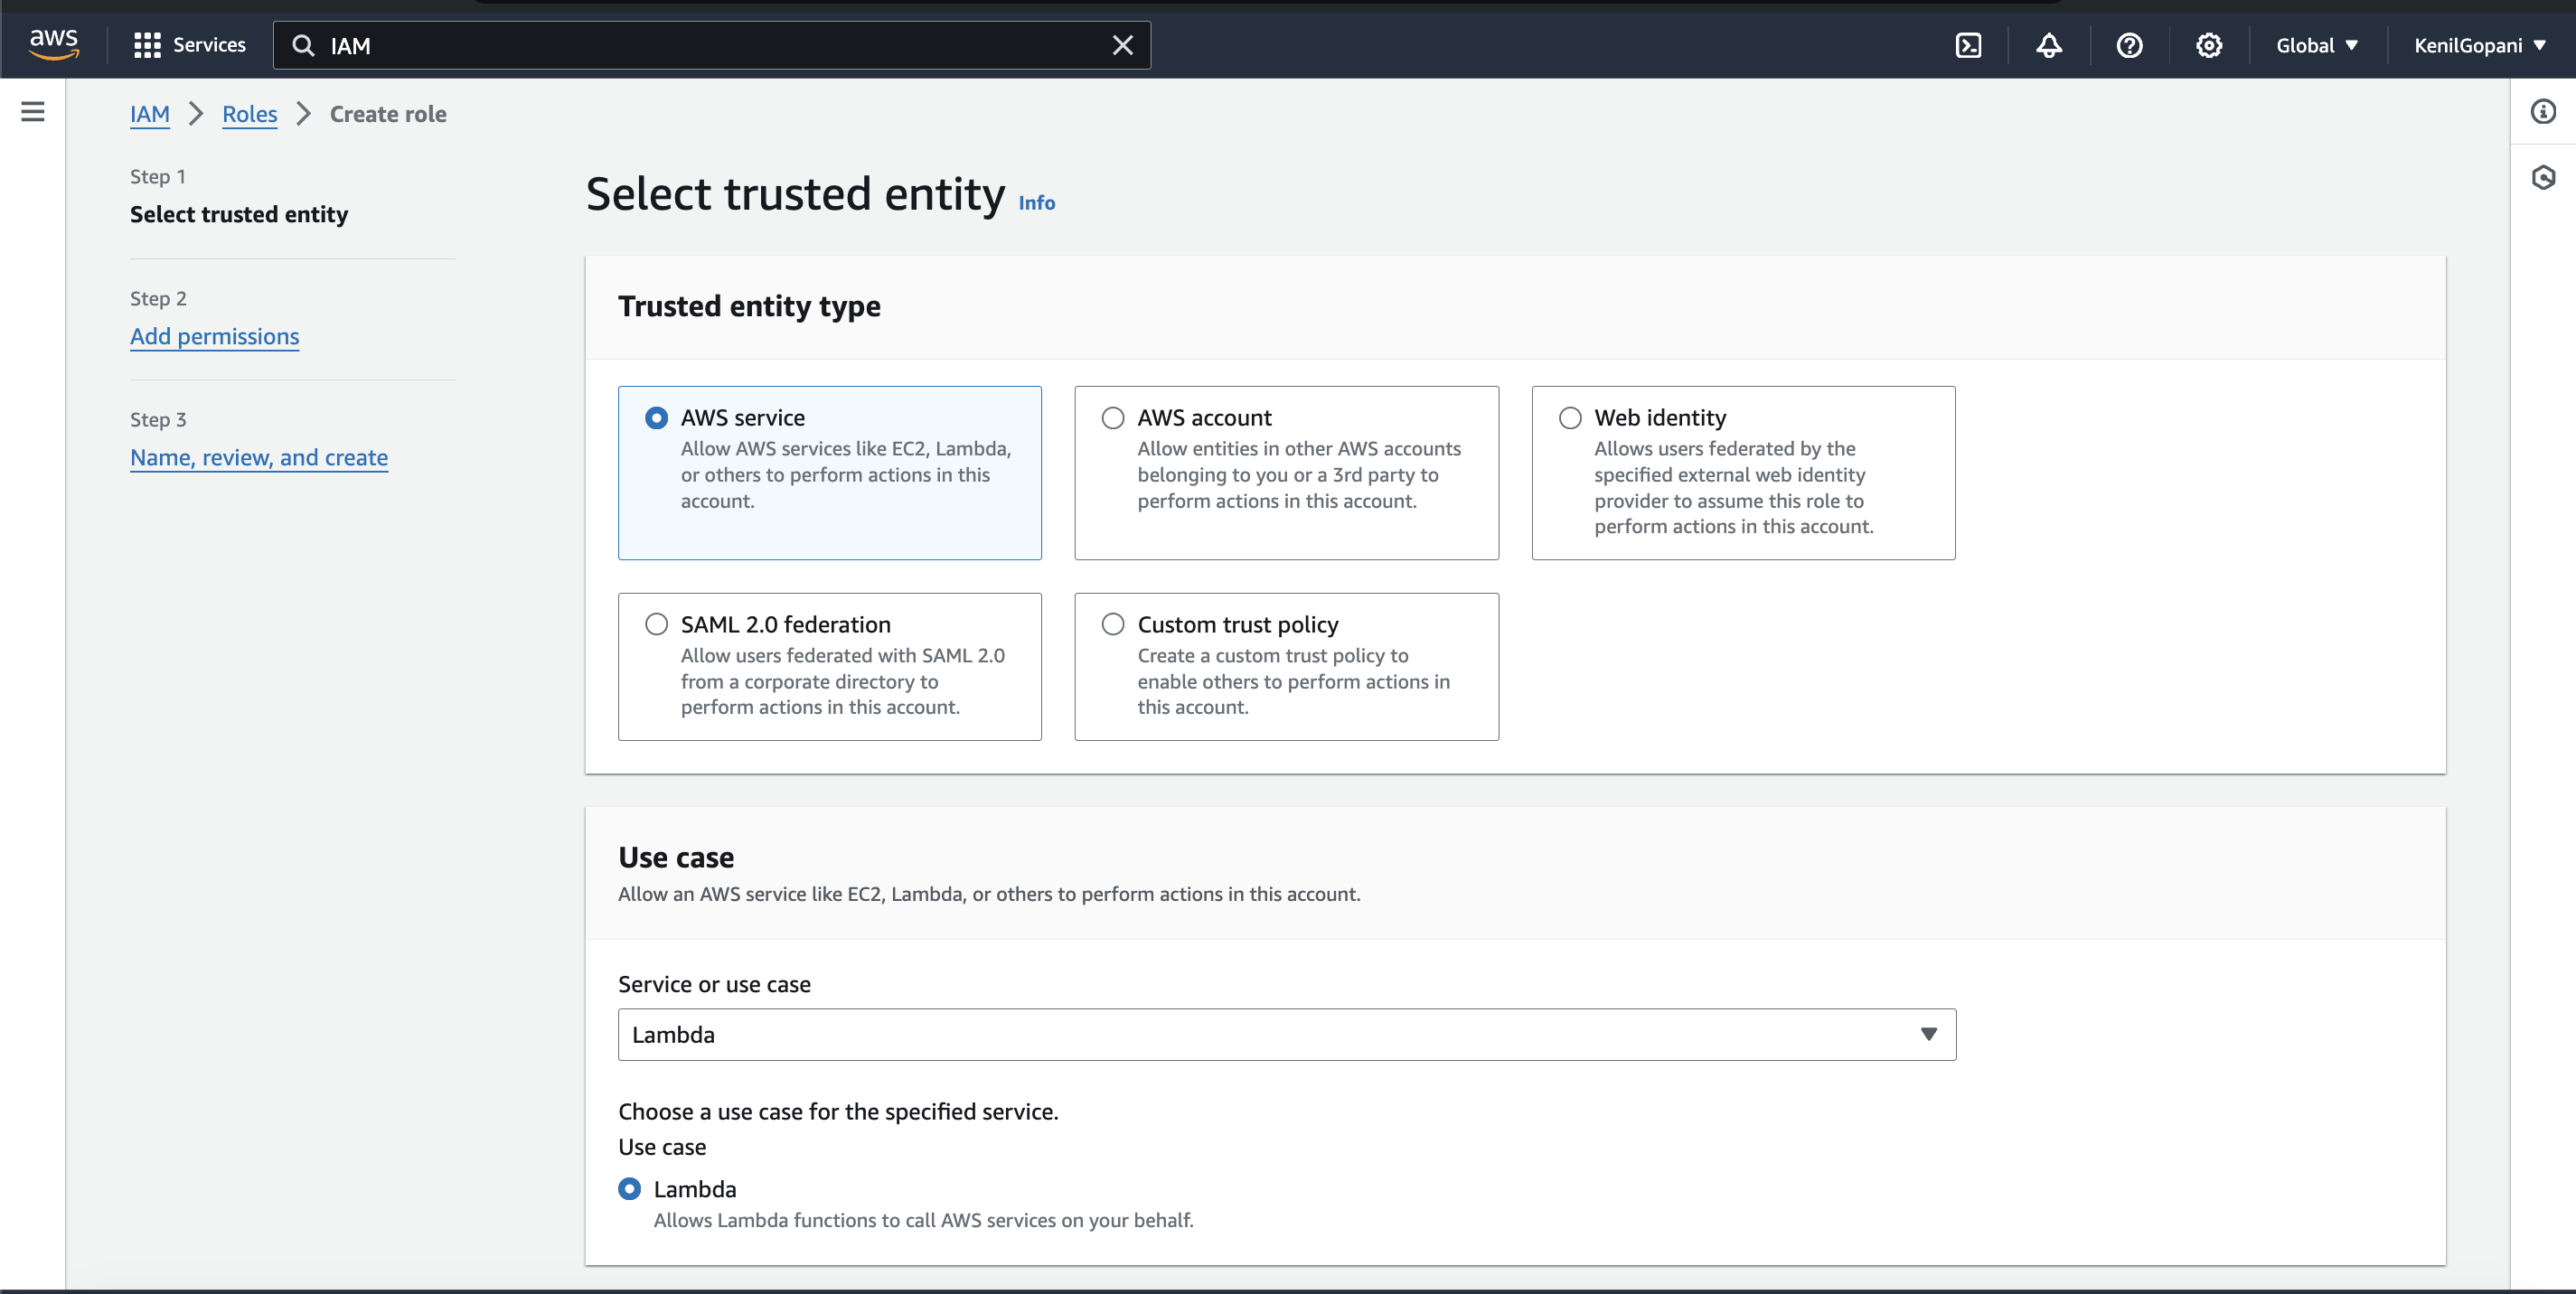 aws
Services
IAM
Global
KenilGopani
IAM
Roles
Create role
Step 1
Select trusted entity
Step 2
Add permissions
Step 3
Name, review, and create
Select trusted entity Info
Trusted entity type
AWS service
Allow AWS services like EC2, Lambda,
or others to perform actions in this
account.
AWS account
Allow entities in other AWS accounts
belonging to you or a 3rd party to
perform actions in this account.
Web identity
Allows users federated by the
specified external web identity
provider to assume this role to
perform actions in this account.
SAML 2.0 federation
Allow users federated with SAML 2.0
from a corporate directory to
perform actions in this account.
Custom trust policy
Create a custom trust policy to
enable others to perform actions in
this account.
Use case
Allow an AWS service like EC2, Lambda, or others to perform actions in this account.
Service or use case
Lambda
Choose a use case for the specified service.
Use case
Lambda
Allows Lambda functions to call AWS services on your behalf.